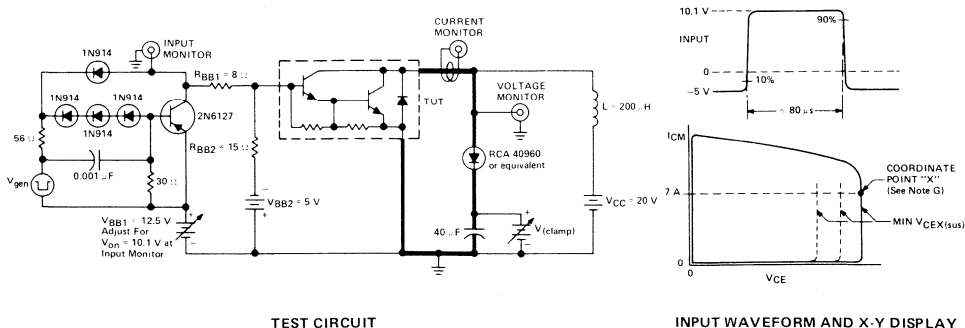 CURRENT
MONITOR
INPUT
MONITOR
1N914
RBB1 = 8 Ω
1N914
1N914
1N914
2N6127
TUT
VOLTAGE
MONITOR
L = 200 μH
56 Ω
RBB2 = 15 Ω
RCA 40960
or equivalent
0.001 μF
30 Ω
Vgen
VBB2 = 5 V
VCC = 20 V
VBB1 = 12.5 V
Adjust For
Von = 10.1 V at
Input Monitor
40 μF
V(clamp)
TEST CIRCUIT
10.1 V
90%
INPUT
0
10%
−5 V
≈ 80 μs
ICM
7 A
COORDINATE
POINT "X"
(See Note G)
MIN VCEX(sus)
0
0
VCE
INPUT WAVEFORM AND X-Y DISPLAY